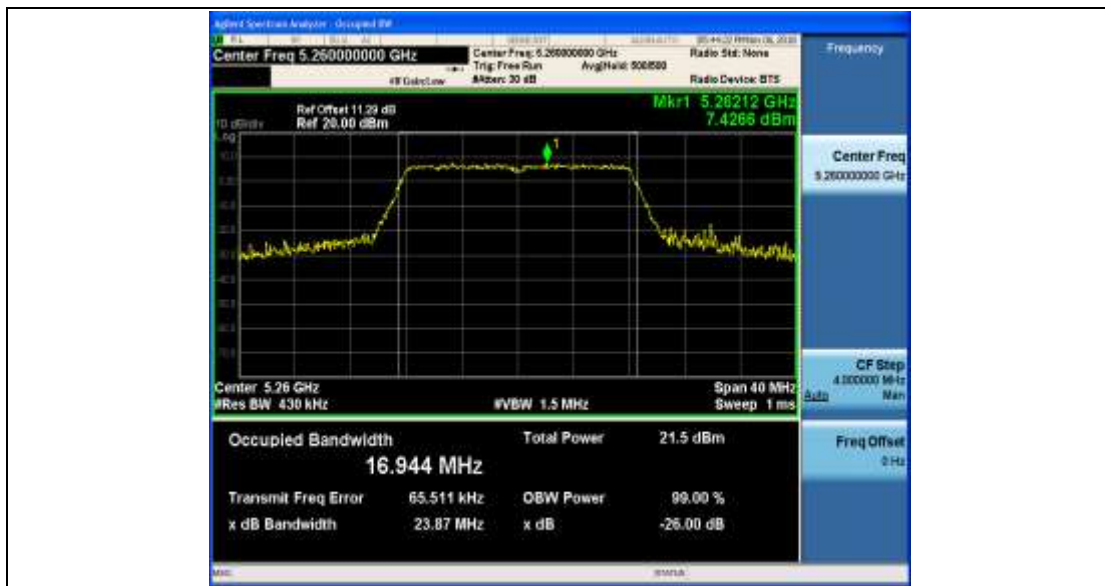 Agilent Spectrum Analyzer - Occupied BW
Center Freq 5.260000000 GHz
Center Freq: 5.260000000 GHz
Radio Std: None
Trig: Free Run
Avg|Hold: 500/500
#IFGain:Low
#Atten: 30 dB
Radio Device: BTS
Frequency
Mkr1 5.26212 GHz
7.4266 dBm
Ref Offset 11.29 dB
10 dB/div
Ref 20.00 dBm
Log
1
Center Freq
5.260000000 GHz
Center 5.26 GHz
Span 40 MHz
#Res BW 430 kHz
#VBW 1.5 MHz
Sweep 1 ms
CF Step
4.000000 MHz
Auto
Man
Occupied Bandwidth
Total Power
21.5 dBm
16.944 MHz
Freq Offset
0 Hz
Transmit Freq Error
65.511 kHz
OBW Power
99.00 %
x dB Bandwidth
23.87 MHz
x dB
-26.00 dB
MSG
STATUS